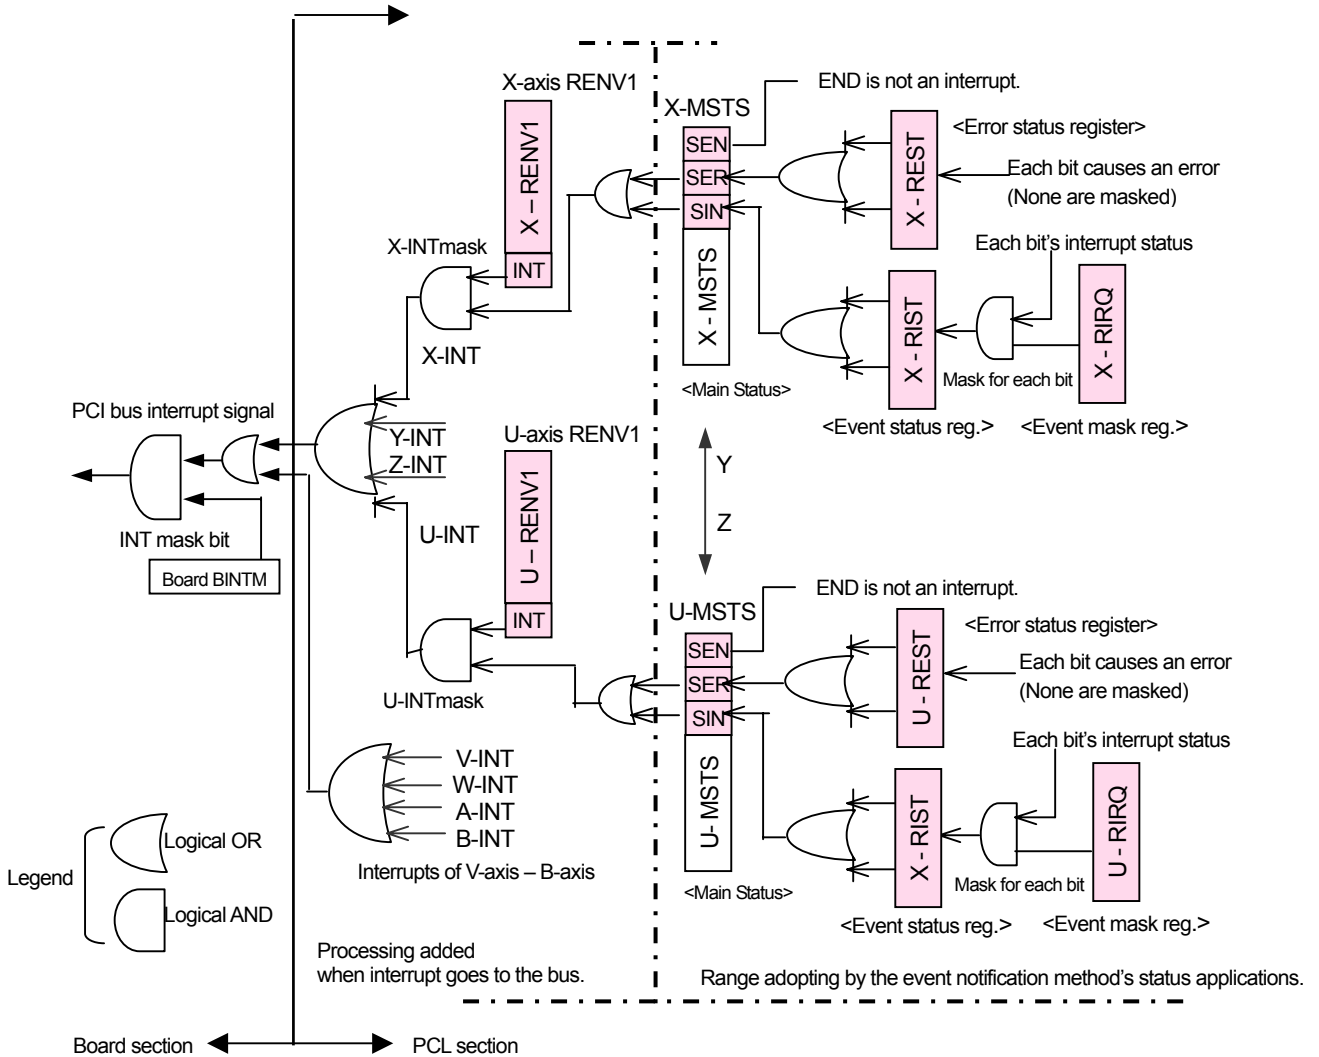 END is not an interrupt.
X-axis RENV1
X-MSTS
<Error status register>
X – RENV1
INT
SEN
SER
SIN
X - MSTS
X - REST
Each bit causes an error
(None are masked)
X-INTmask
Each bit's interrupt status
X - RIST
X - RIRQ
X-INT
Mask for each bit
<Main Status>
<Event status reg.>
<Event mask reg.>
PCI bus interrupt signal
Y-INT
Z-INT
U-axis RENV1
Y
Z
U – RENV1
INT
U-INT
INT mask bit
Board BINTM
END is not an interrupt.
U-MSTS
<Error status register>
SEN
SER
SIN
U- MSTS
U - REST
Each bit causes an error
(None are masked)
U-INTmask
Each bit's interrupt status
V-INT
W-INT
A-INT
B-INT
X - RIST
U - RIRQ
Interrupts of V-axis – B-axis
Mask for each bit
<Main Status>
<Event status reg.>
<Event mask reg.>
Legend
Logical OR
Logical AND
Processing added
when interrupt goes to the bus.
Range adopting by the event notification method's status applications.
Board section
PCL section